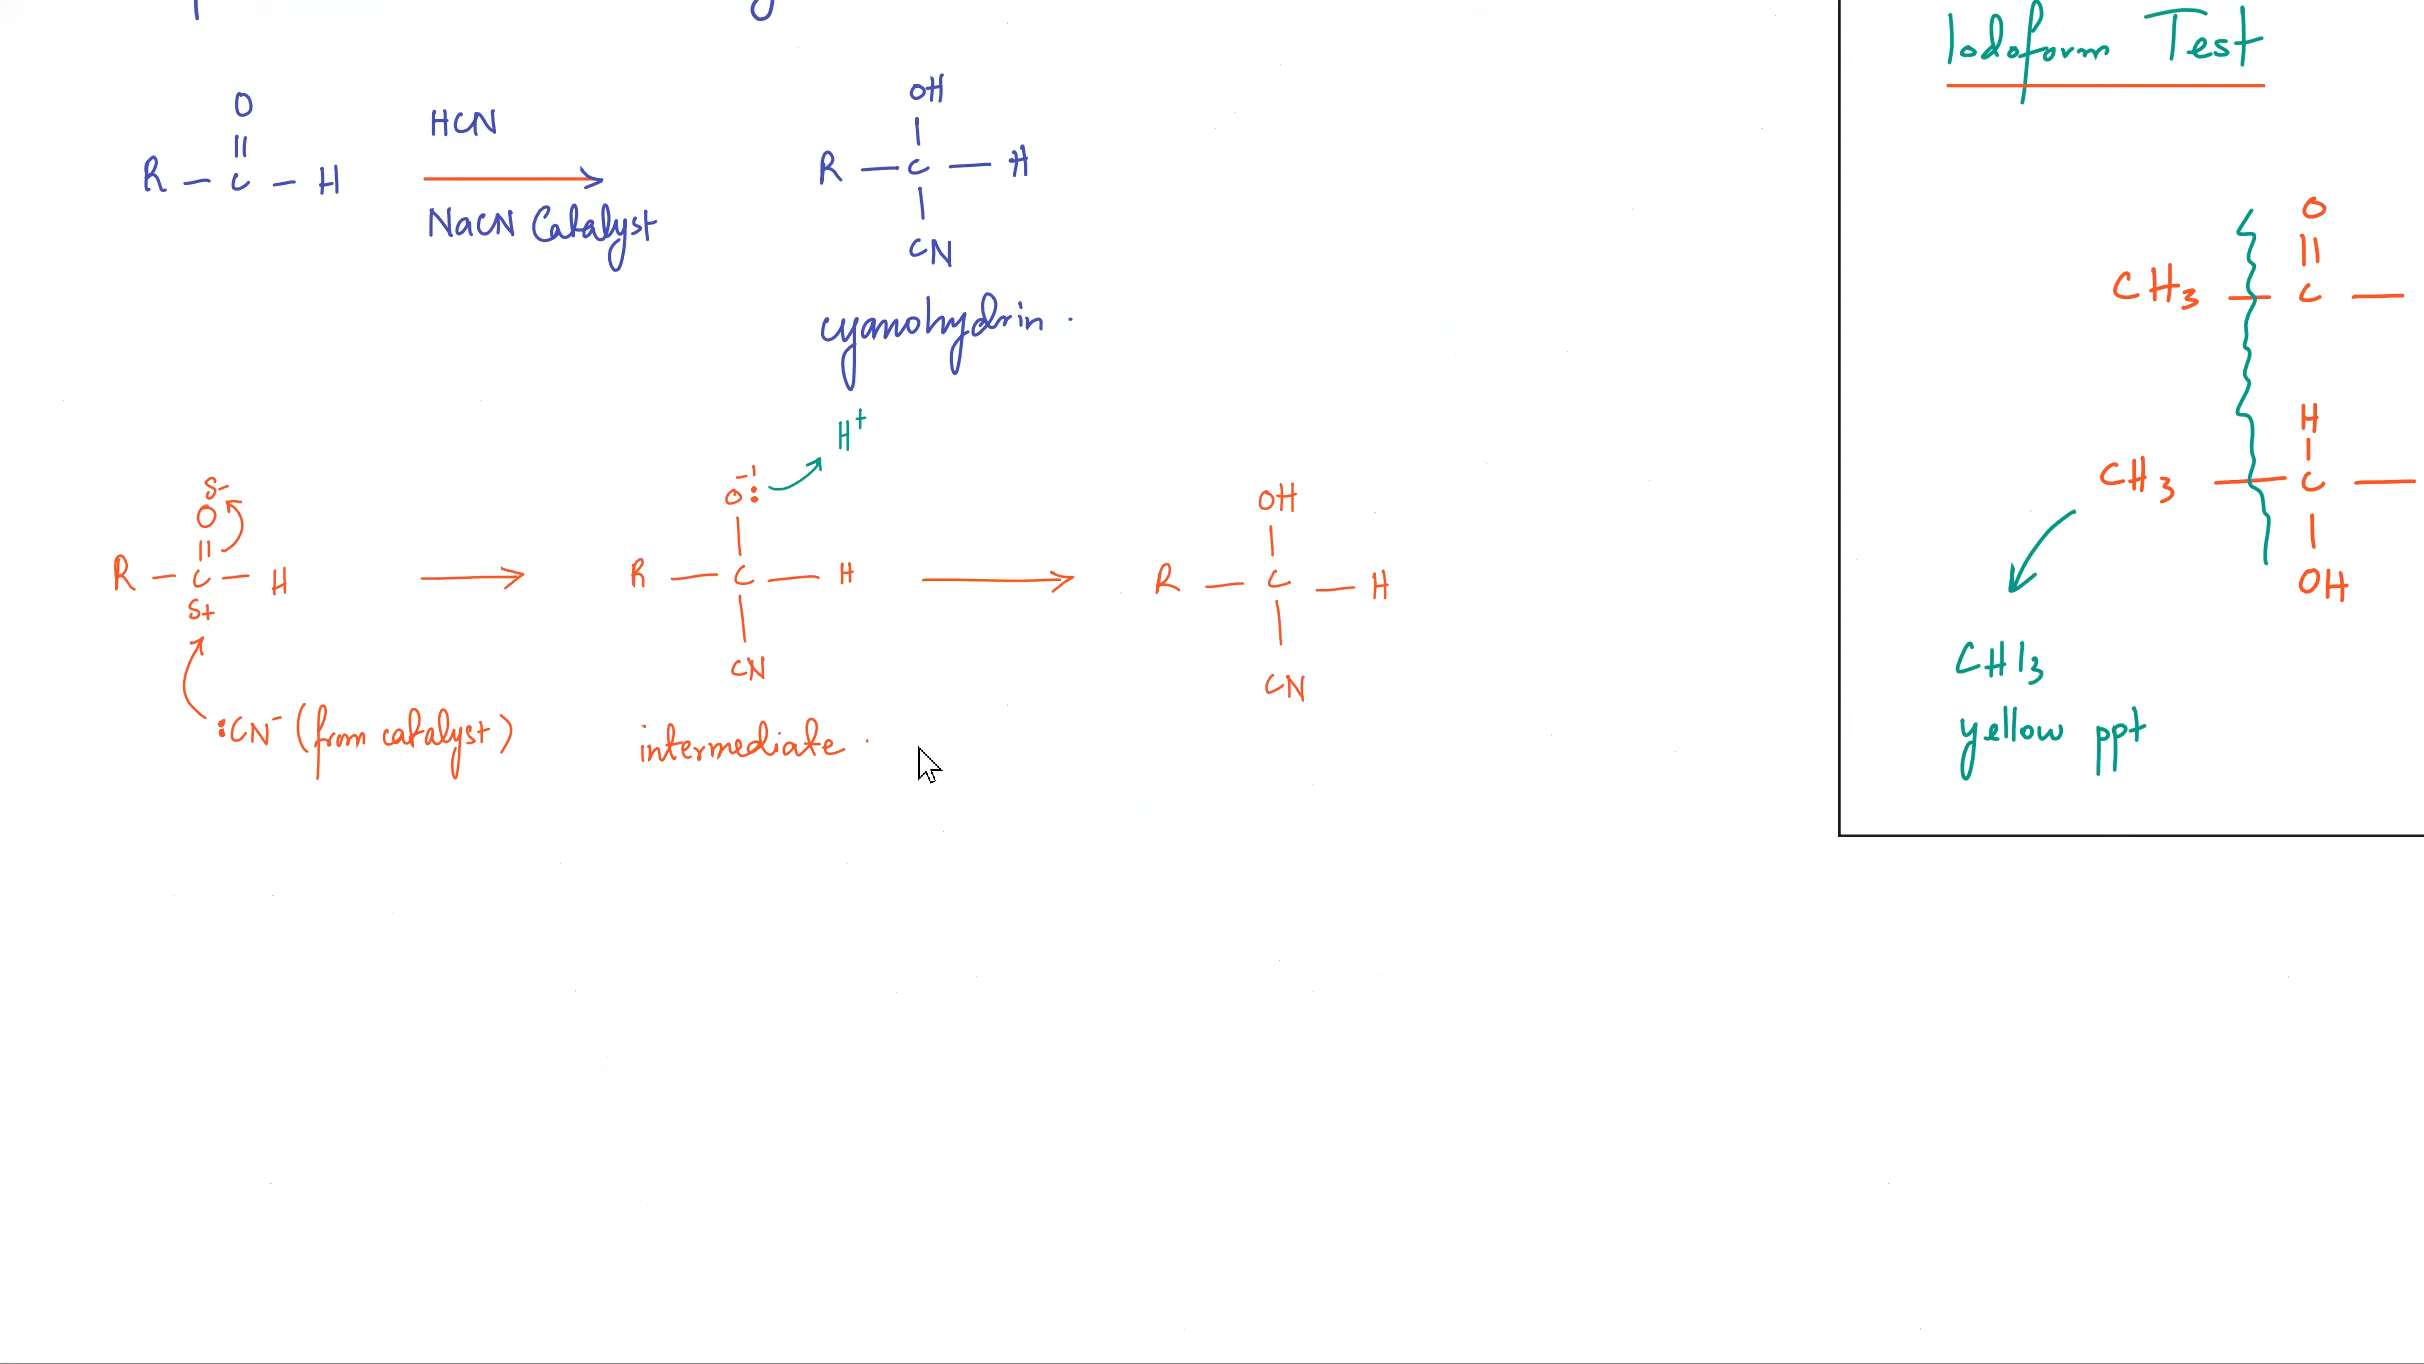 O
||
R - C - H
HCN
NaCN Catalyst
OH
|
R — C — H
|
CN
cyanohydrin.
S-
O
||
R - C - H
S+
:CN⁻ (from catalyst)
H⁺
-1
O:
|
R — C — H
|
CN
intermediate.
OH
|
R — C — H
|
CN
Iodoform Test
O
||
CH₃ — C —
H
|
CH₃ — C —
|
OH
CHI₃
yellow ppt